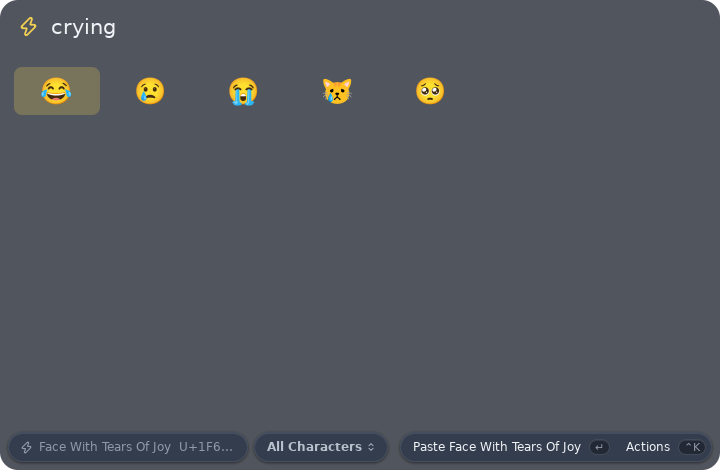 crying
😂 😢 😭 😿 🥺
Face With Tears Of Joy U+1F6…
All Characters
Paste Face With Tears Of Joy ↵ Actions ⌃K